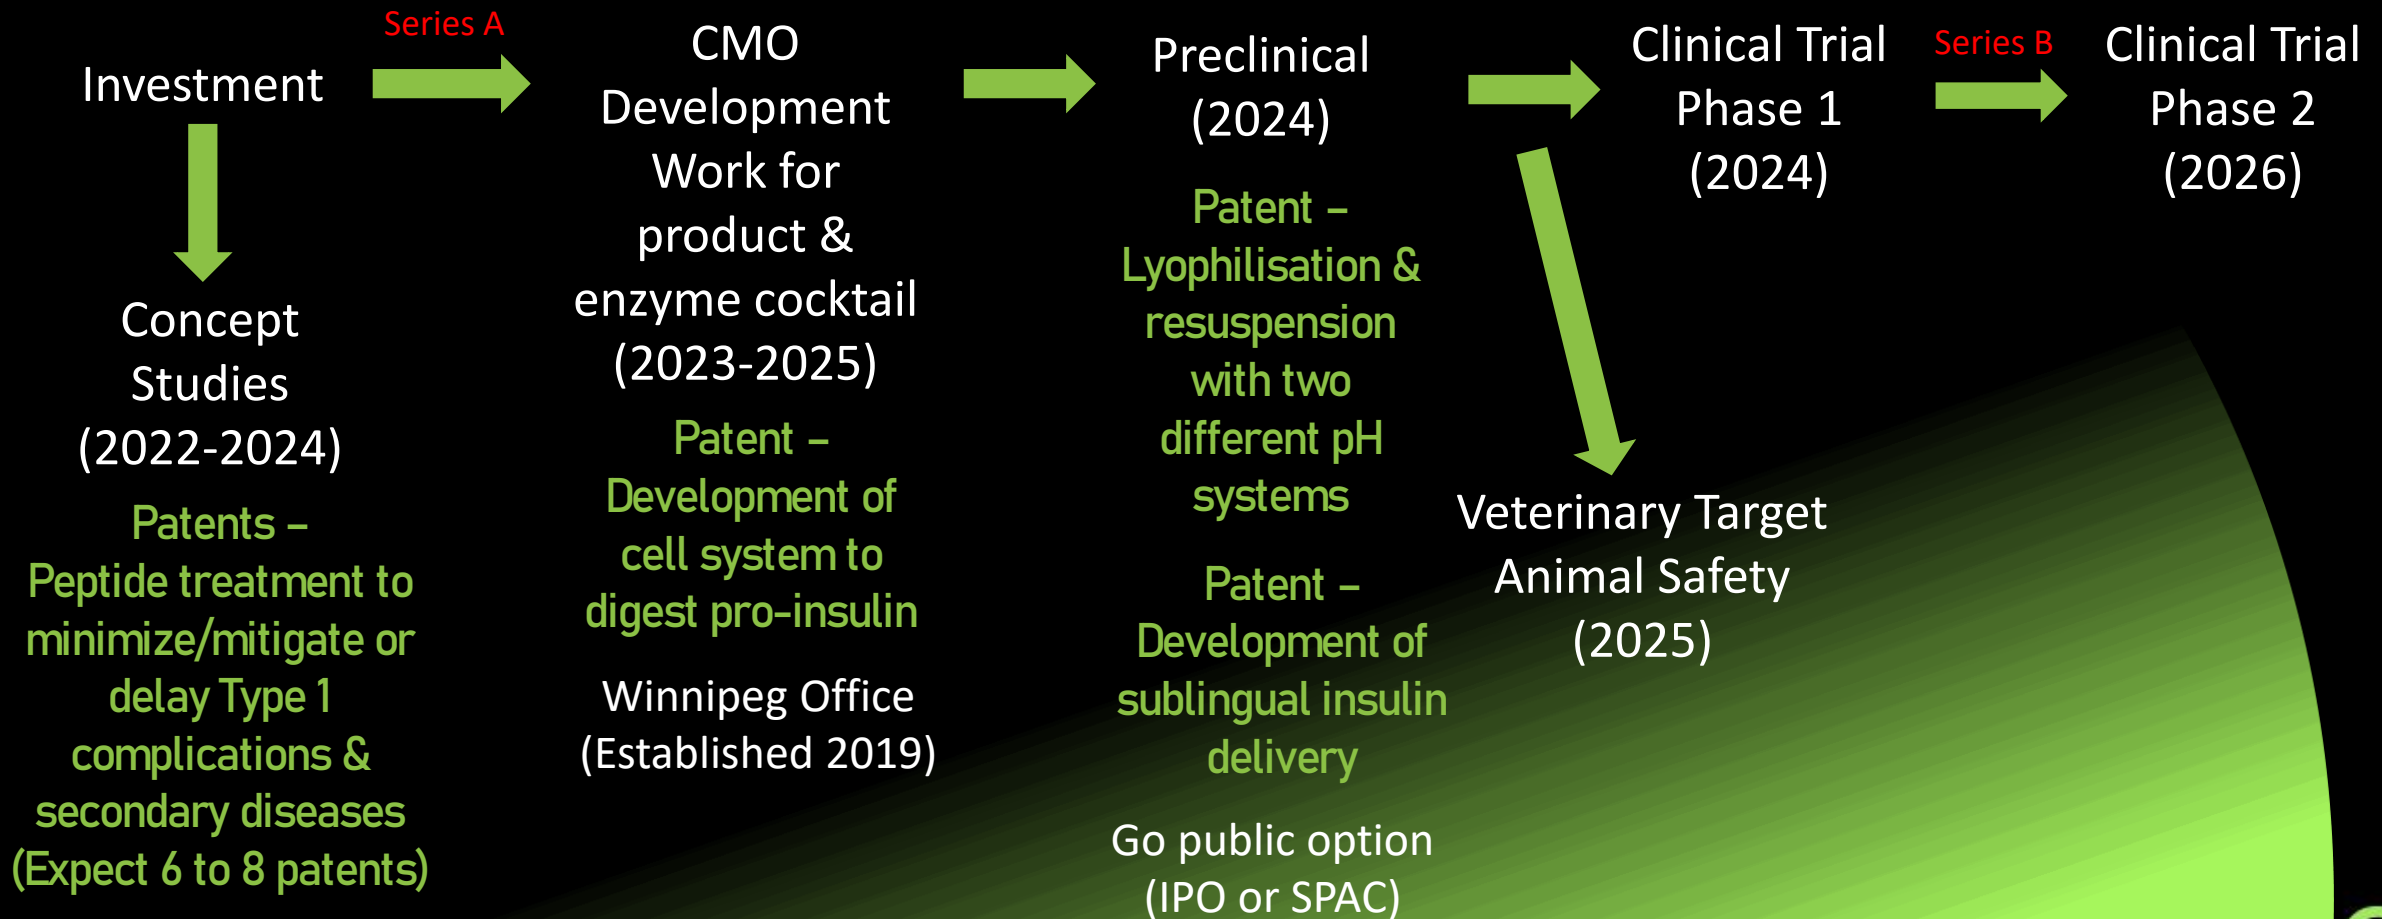 Investment
Concept
Studies
(2022-2024)
Patents –
Peptide treatment to
minimize/mitigate or
delay Type 1
complications &
secondary diseases
(Expect 6 to 8 patents)
Series A
CMO
Development
Work for
product &
enzyme cocktail
(2023-2025)
Patent –
Development of
cell system to
digest pro-insulin
Winnipeg Office
(Established 2019)
Preclinical
(2024)
Patent –
Lyophilisation &
resuspension
with two
different pH
systems
Patent –
Development of
sublingual insulin
delivery
Go public option
(IPO or SPAC)
Clinical Trial
Phase 1
(2024)
Veterinary Target
Animal Safety
(2025)
Series B
Clinical Trial
Phase 2
(2026)